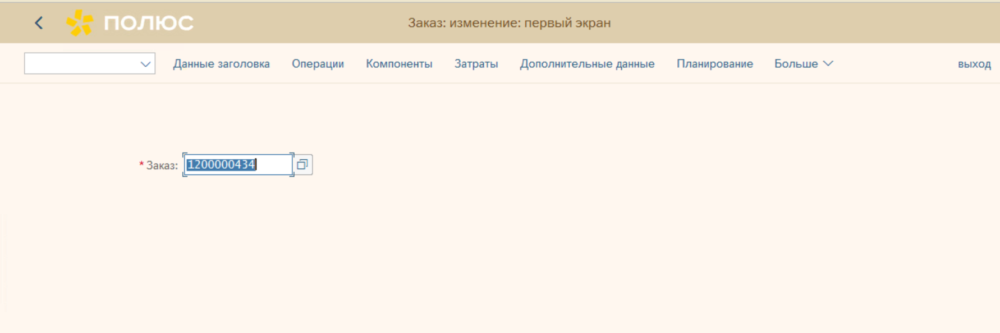 ПОЛЮС Заказ: изменение: первый экран
Данные заголовка Операции Компоненты Затраты Дополнительные данные Планирование Больше выход
* Заказ: 1200000434